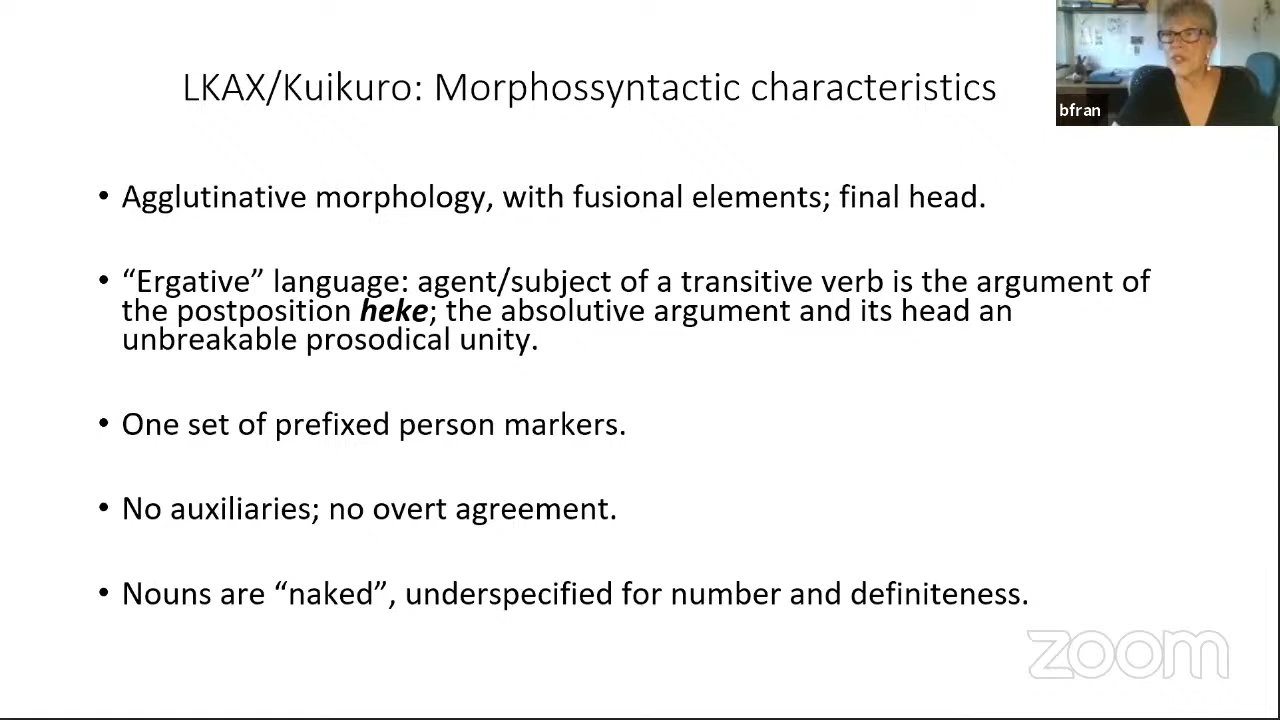 LKAX/Kuikuro: Morphossyntactic characteristics
bfran
• Agglutinative morphology, with fusional elements; final head.
• “Ergative” language: agent/subject of a transitive verb is the argument of
the postposition heke; the absolutive argument and its head an
unbreakable prosodical unity.
• One set of prefixed person markers.
• No auxiliaries; no overt agreement.
• Nouns are “naked”, underspecified for number and definiteness.
zoom